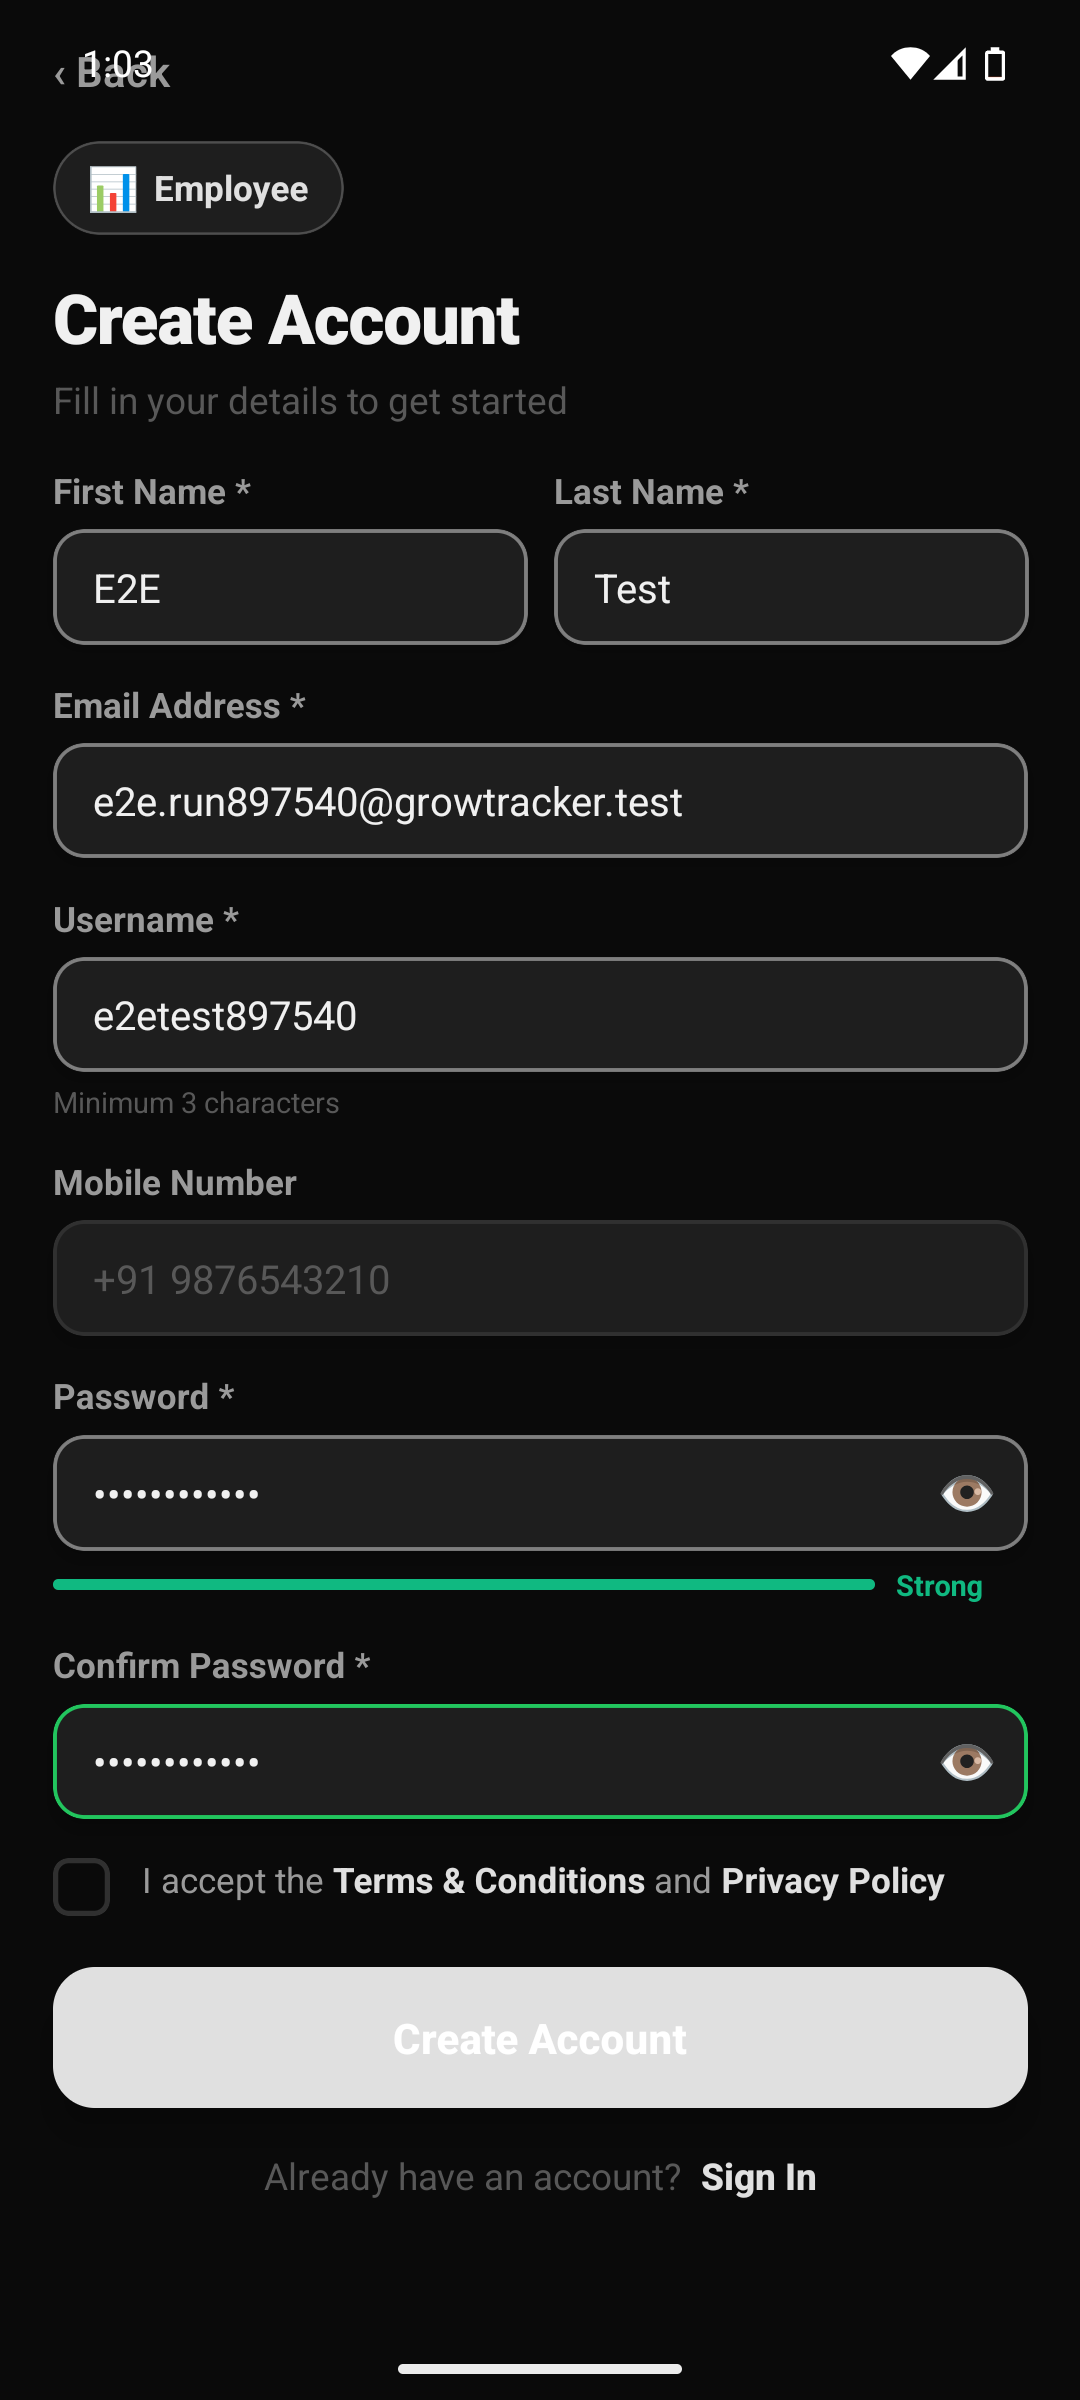 1:03
‹ Back
Employee
Create Account
Fill in your details to get started
First Name *
Last Name *
E2E
Test
Email Address *
e2e.run897540@growtracker.test
Username *
e2etest897540
Minimum 3 characters
Mobile Number
+91 9876543210
Password *
••••••••••••
Strong
Confirm Password *
••••••••••••
I accept the Terms & Conditions and Privacy Policy
Create Account
Already have an account? Sign In